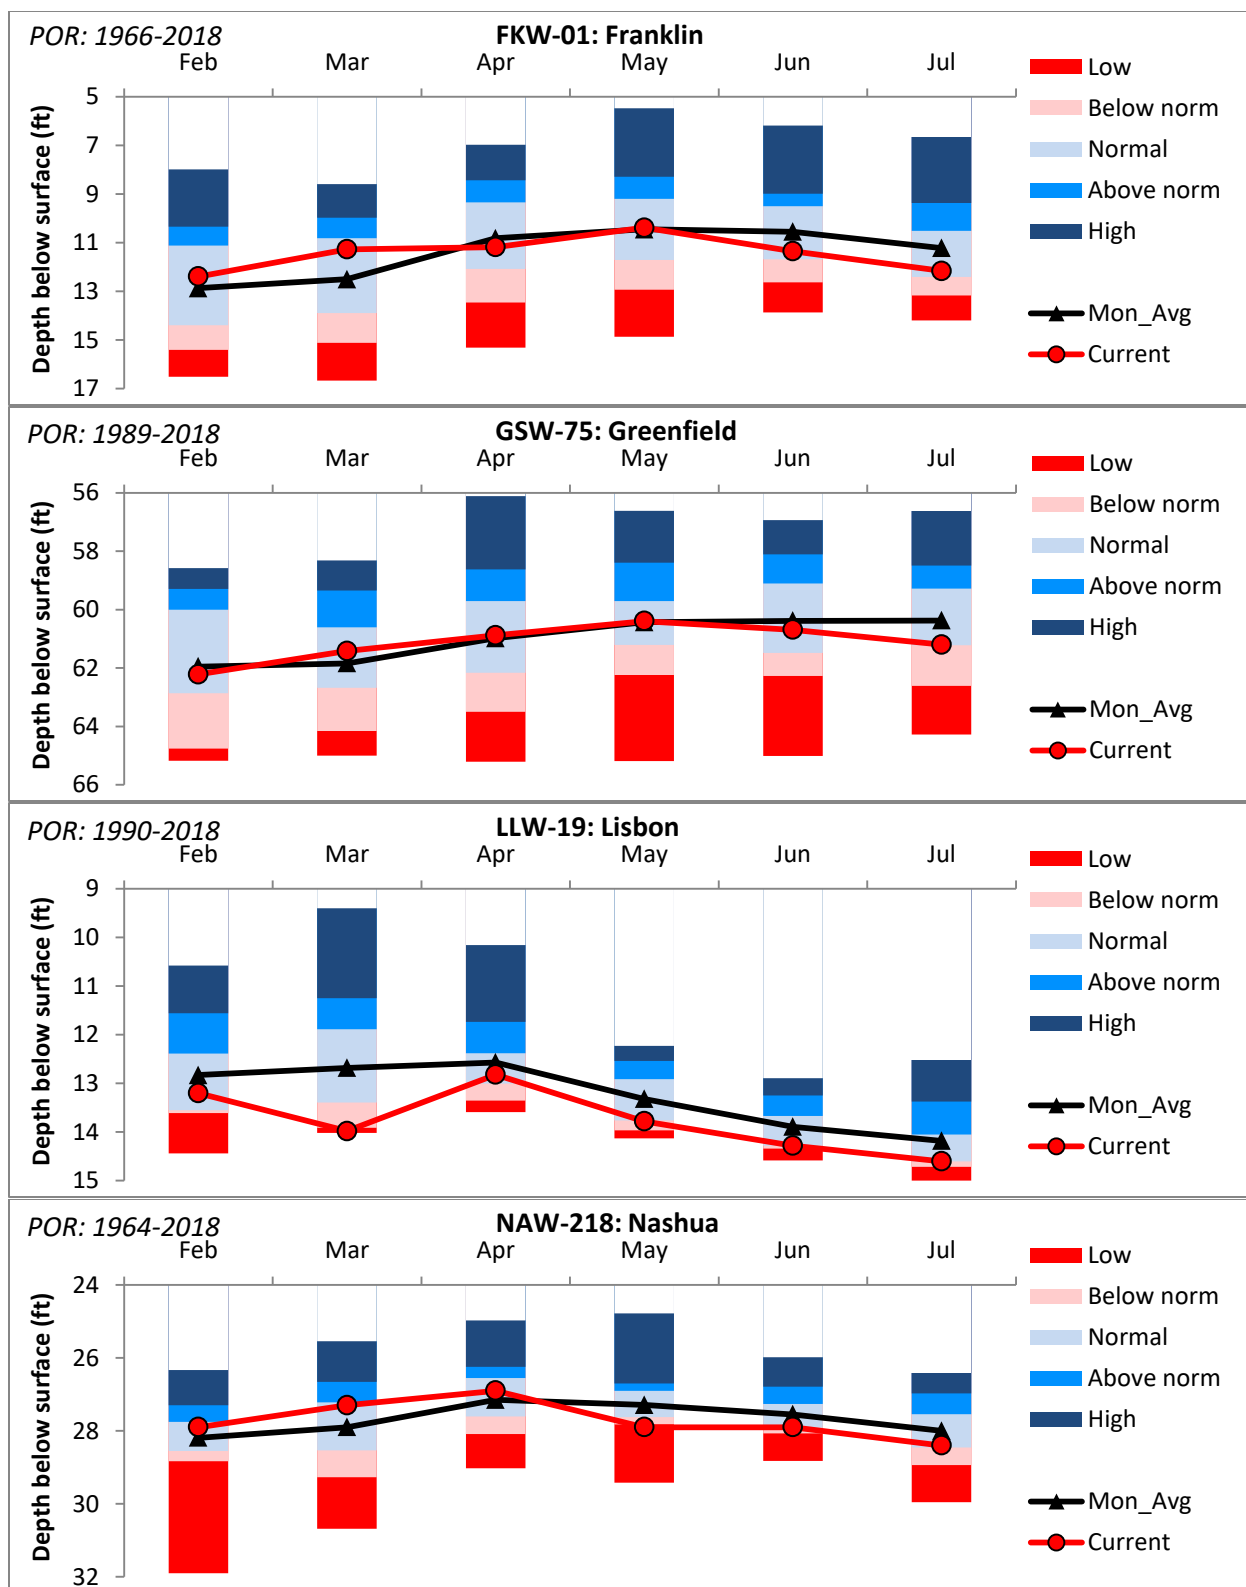 POR: 1966-2018
FKW-01: Franklin
Feb Mar Apr May Jun Jul
Depth below surface (ft)
5
7
9
11
13
15
17
Low
Below norm
Normal
Above norm
High
Mon_Avg
Current
POR: 1989-2018
GSW-75: Greenfield
Feb Mar Apr May Jun Jul
Depth below surface (ft)
56
58
60
62
64
66
Low
Below norm
Normal
Above norm
High
Mon_Avg
Current
POR: 1990-2018
LLW-19: Lisbon
Feb Mar Apr May Jun Jul
Depth below surface (ft)
9
10
11
12
13
14
15
Low
Below norm
Normal
Above norm
High
Mon_Avg
Current
POR: 1964-2018
NAW-218: Nashua
Feb Mar Apr May Jun Jul
Depth below surface (ft)
24
26
28
30
32
Low
Below norm
Normal
Above norm
High
Mon_Avg
Current